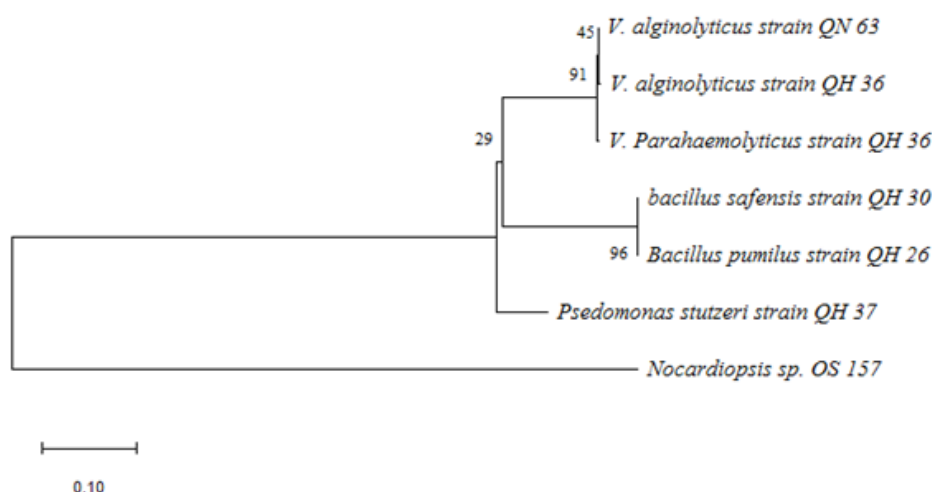 45 V. alginolyticus strain QN 63
91 V. alginolyticus strain QH 36
29 V. Parahaemolyticus strain QH 36
bacillus safensis strain QH 30
96 Bacillus pumilus strain QH 26
Psedomonas stutzeri strain QH 37
Nocardiopsis sp. OS 157
0.10